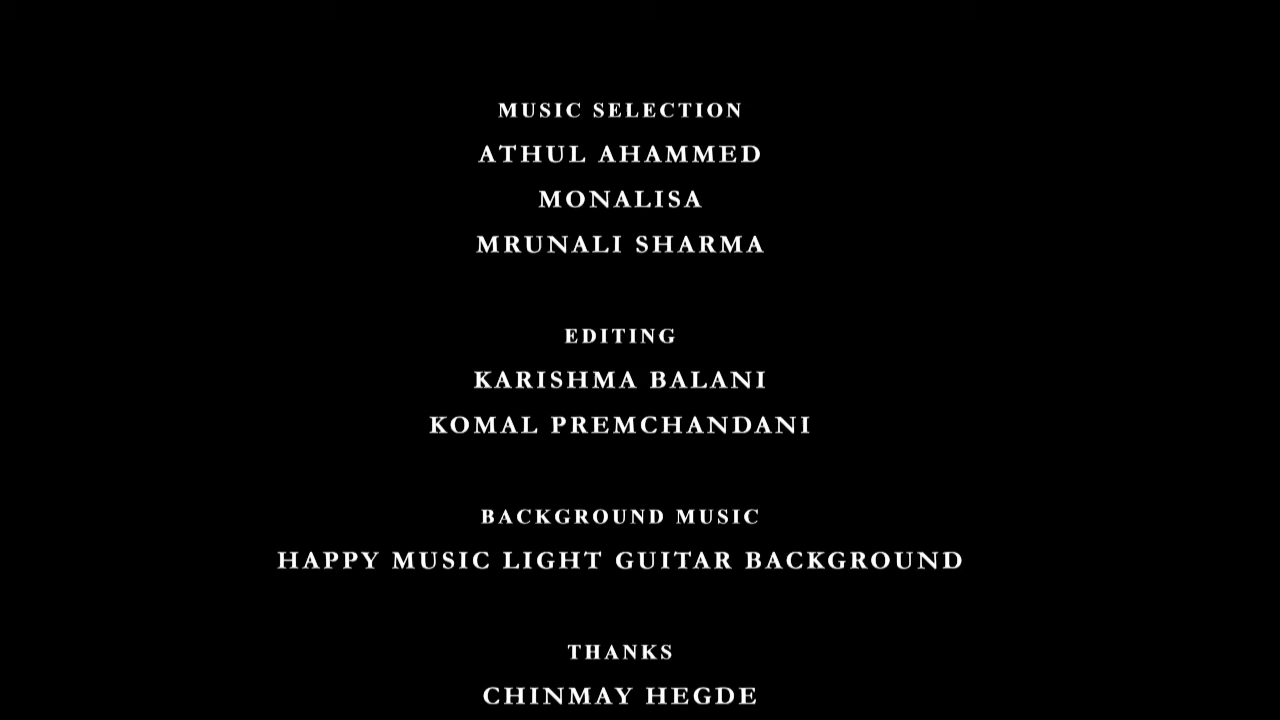 MUSIC SELECTION
ATHUL AHAMMED
MONALISA
MRUNALI SHARMA
EDITING
KARISHMA BALANI
KOMAL PREMCHANDANI
BACKGROUND MUSIC
HAPPY MUSIC LIGHT GUITAR BACKGROUND
THANKS
CHINMAY HEGDE